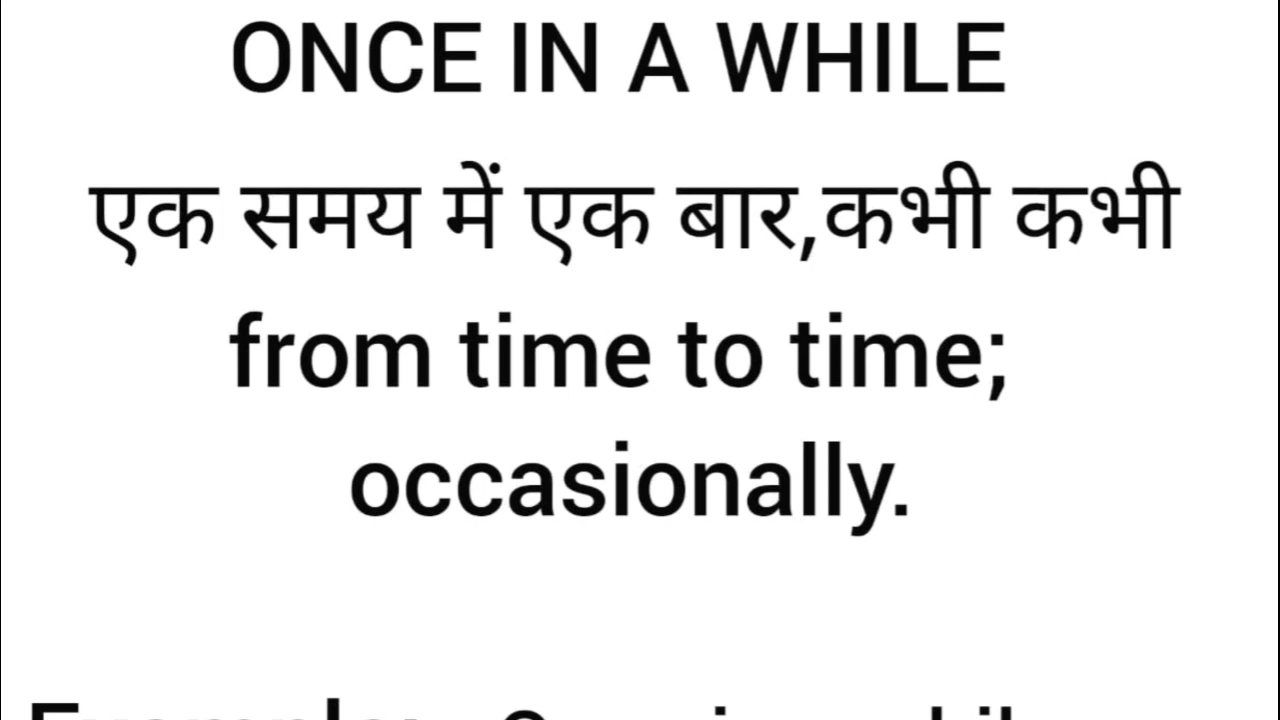 ONCE IN A WHILE
एक समय में एक बार,कभी कभी
from time to time;
occasionally.